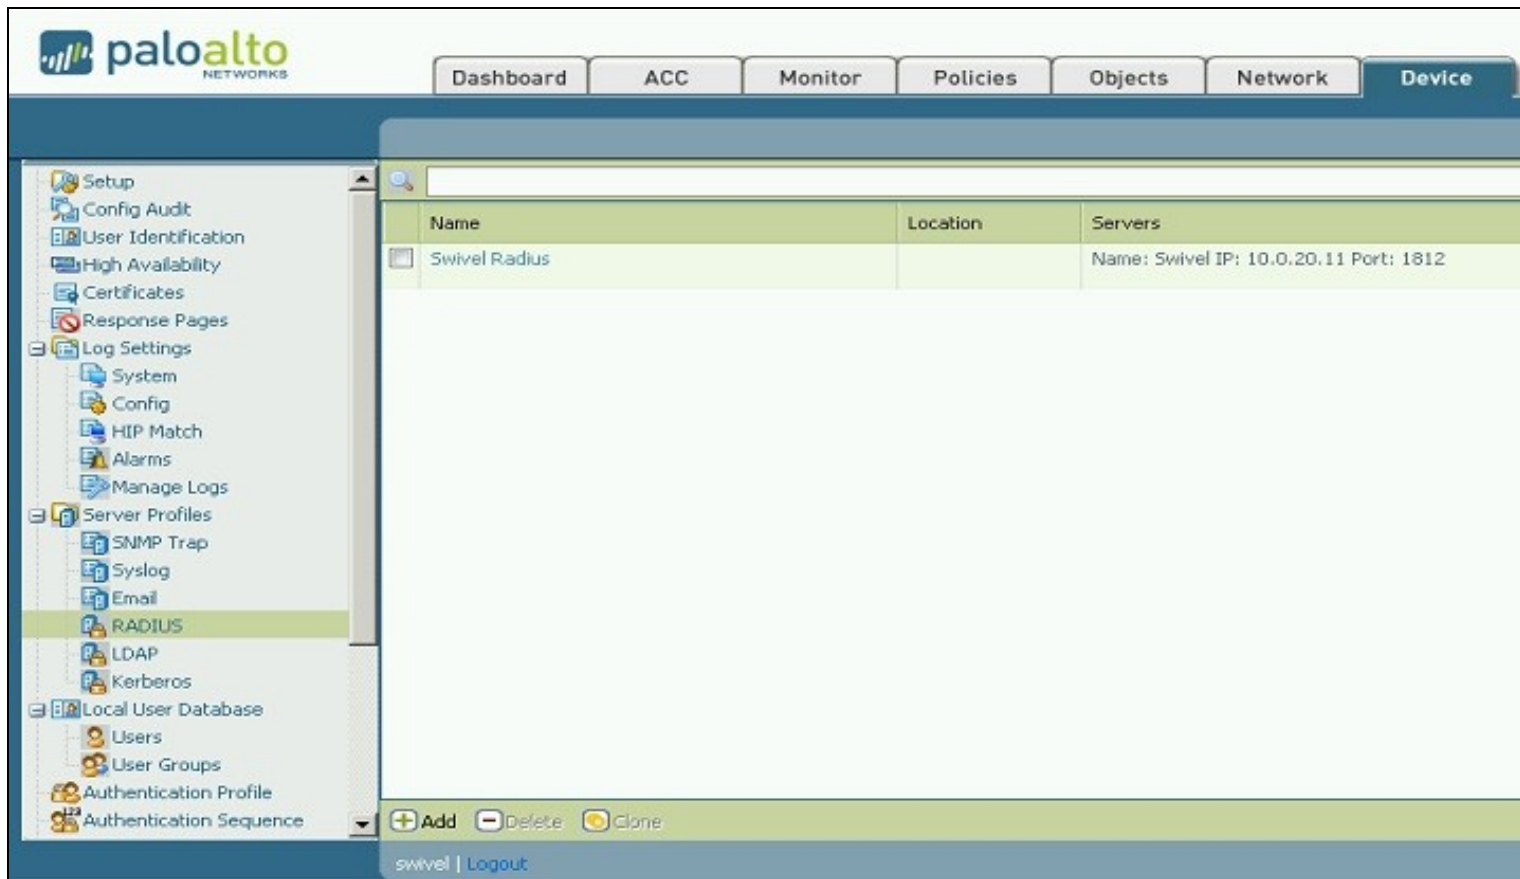 paloalto
NETWORKS
Dashboard ACC Monitor Policies Objects Network Device
Setup
Config Audit
User Identification
High Availability
Certificates
Response Pages
Log Settings
System
Config
HIP Match
Alarms
Manage Logs
Server Profiles
SNMP Trap
Syslog
Email
RADIUS
LDAP
Kerberos
Local User Database
Users
User Groups
Authentication Profile
Authentication Sequence
Name Location Servers
Swivel Radius Name: Swivel IP: 10.0.20.11 Port: 1812
Add Delete Clone
swivel | Logout